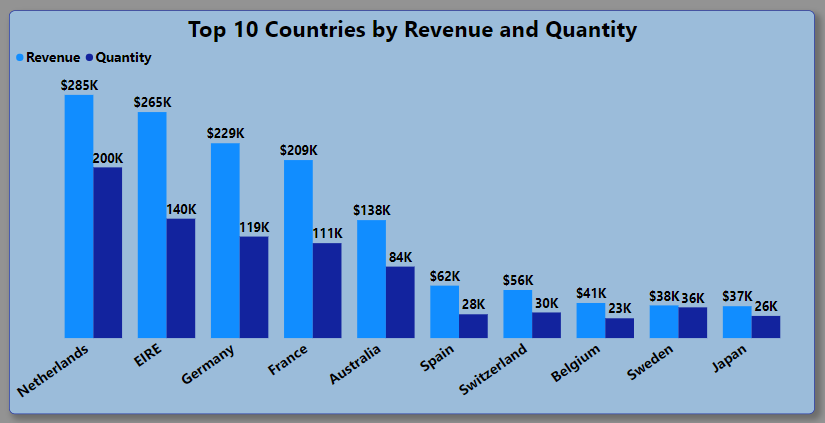 Top 10 Countries by Revenue and Quantity
Revenue Quantity
$285K
200K
$265K
140K
$229K
119K
$209K
111K
$138K
84K
$62K
28K
$56K
30K
$41K
23K
$38K
36K
$37K
26K
Netherlands
EIRE
Germany
France
Australia
Spain
Switzerland
Belgium
Sweden
Japan